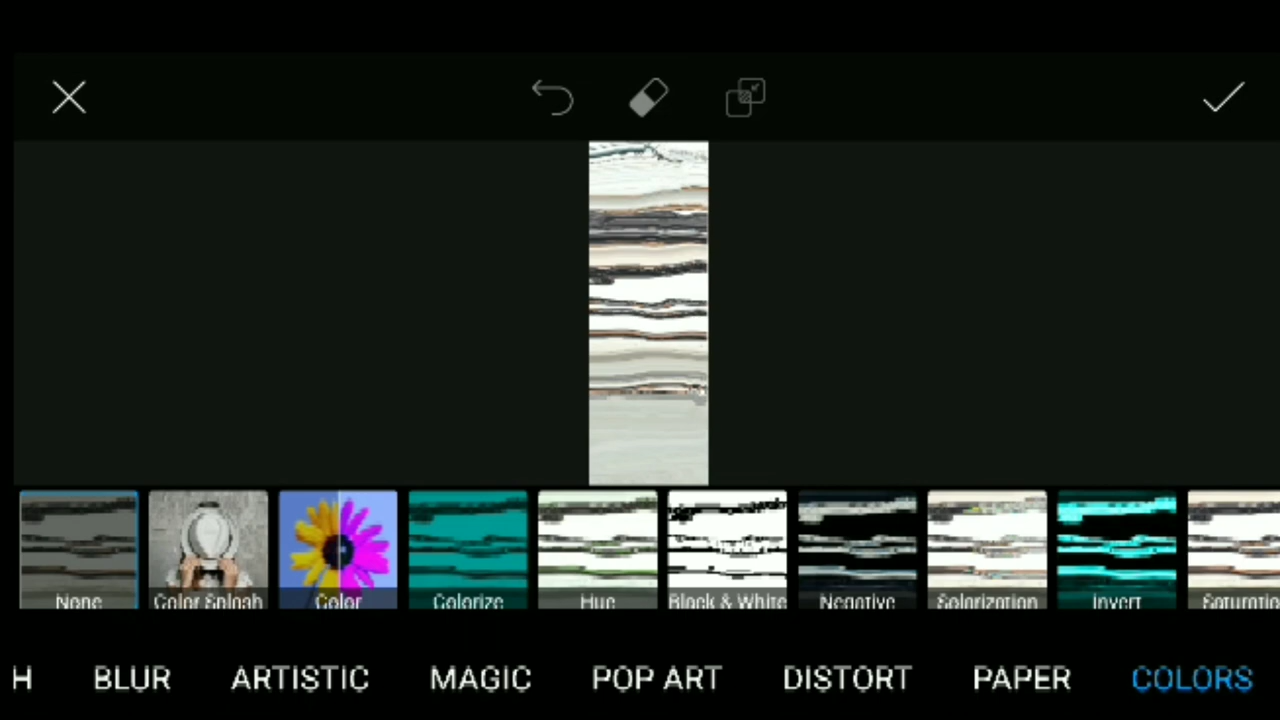 None Color Splash Color Colorize Hue Black & White Negative Solarization Invert Saturatio
H BLUR ARTISTIC MAGIC POP ART DISTORT PAPER COLORS